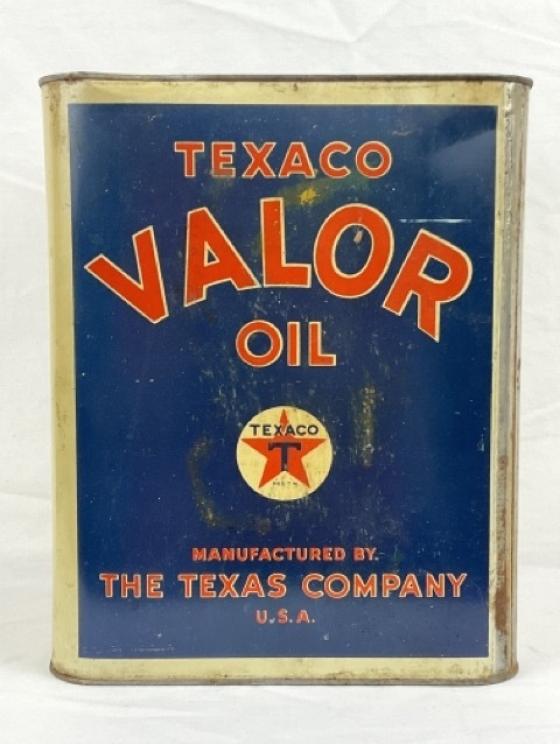 TEXACO
VALOR
OIL
TEXACO
T
MANUFACTURED BY.
THE TEXAS COMPANY
U.S.A.